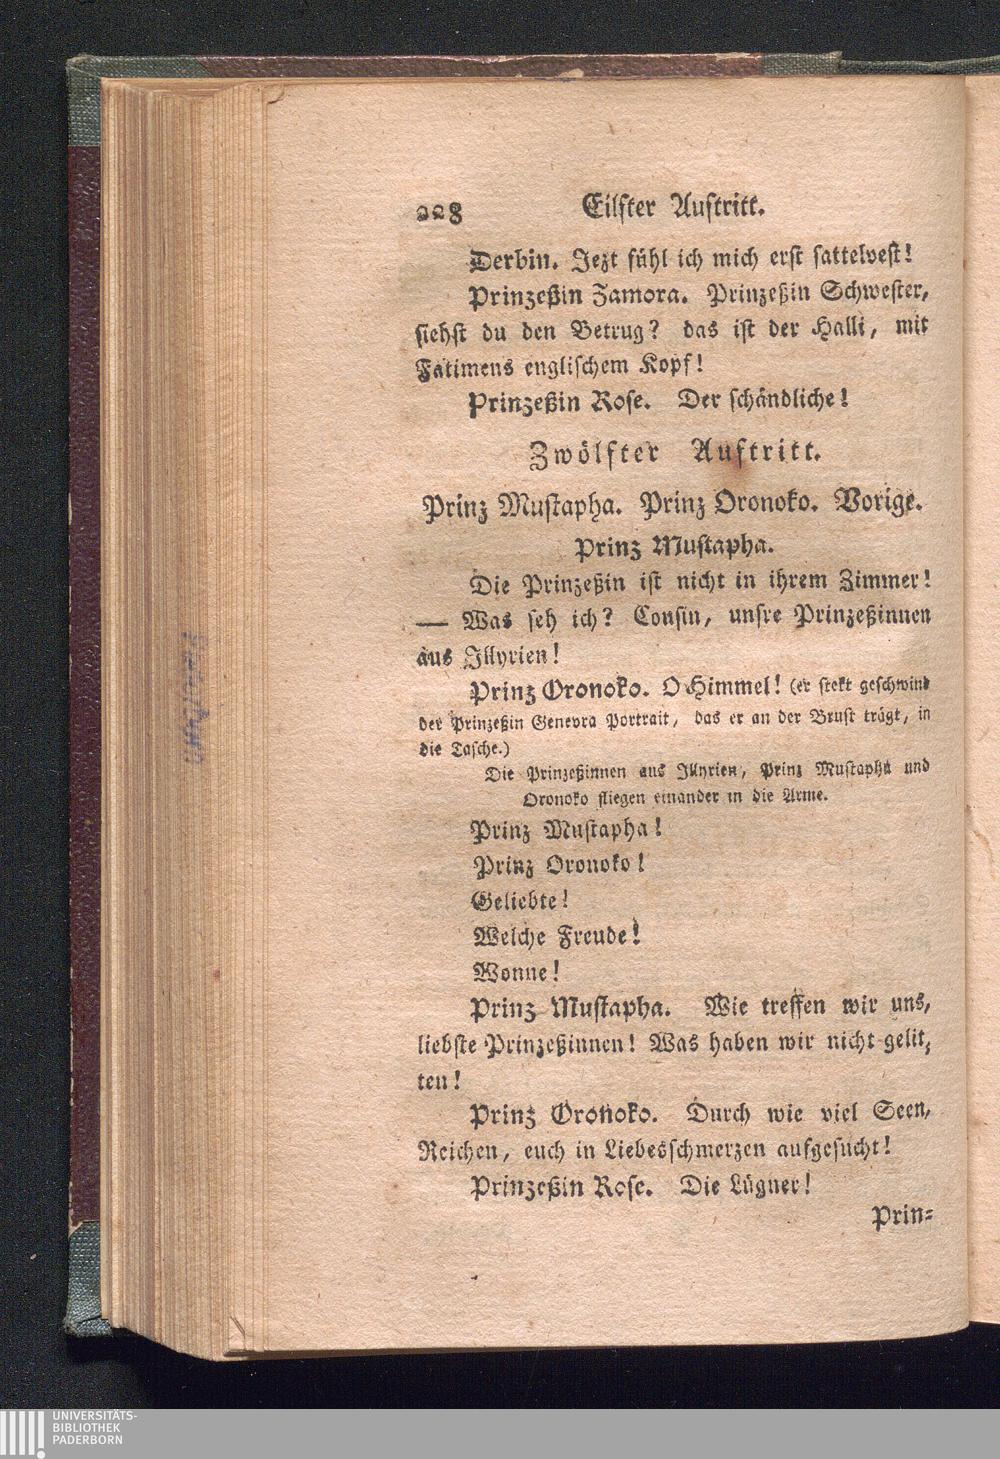 228 Eilfter Auftritt.
Derbin. Jezt fühl ich mich erst sattelvest!
Prinzeßin Zamora. Prinzeßin Schwester,
siehst du den Betrug? das ist der Halli, mit
Fatimens englischem Kopf!
Prinzeßin Rose. Der schändliche!
Zwölfter Auftritt.
Prinz Mustapha. Prinz Oronoko. Vorige.
Prinz Mustapha.
Die Prinzeßin ist nicht in ihrem Zimmer!
— Was seh ich? Cousin, unsre Prinzeßinnen
aus Illyrien!
Prinz Oronoko. O Himmel! (er stekt geschwind
der Prinzeßin Genevra Portrait, das er an der Brust trägt, in
die Tasche.)
Die Prinzeßinnen aus Illyrien, Prinz Mustapha und
Oronoko fliegen einander in die Arme.
Prinz Mustapha!
Prinz Oronoko!
Geliebte!
Welche Freude!
Wonne!
Prinz Mustapha. Wie treffen wir uns,
liebste Prinzeßinnen! Was haben wir nicht gelit-
ten!
Prinz Oronoko. Durch wie viel Seen,
Reichen, euch in Liebesschmerzen aufgesucht!
Prinzeßin Rose. Die Lügner!
Prin-
UNIVERSITÄTS-
BIBLIOTHEK
PADERBORN